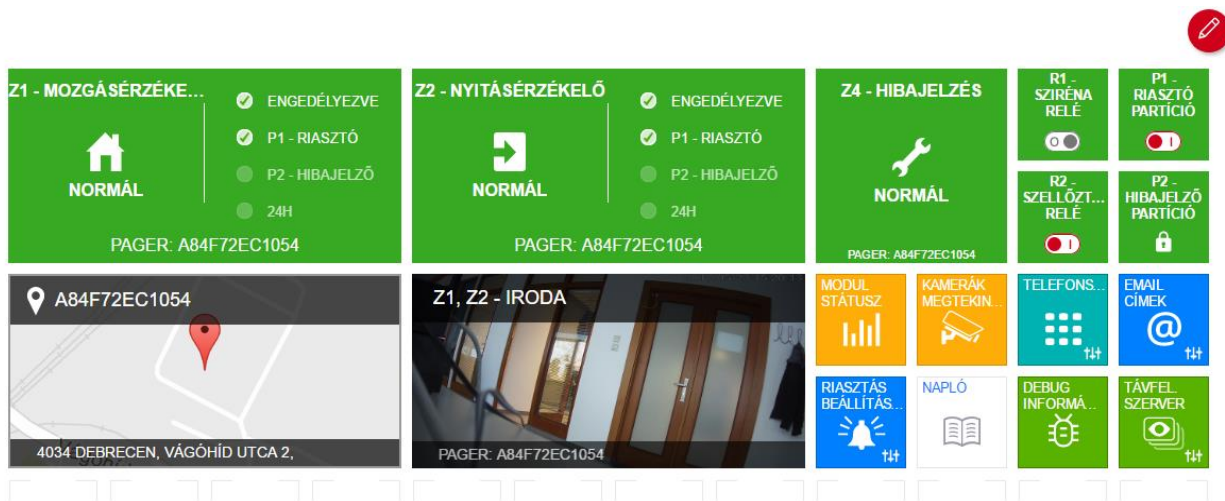 Z1 - MOZGÁSÉRZÉKE...
ENGEDÉLYEZVE
P1 - RIASZTÓ
P2 - HIBAJELZŐ
24H
NORMÁL
PAGER: A84F72EC1054
Z2 - NYITÁSÉRZÉKELŐ
ENGEDÉLYEZVE
P1 - RIASZTÓ
P2 - HIBAJELZŐ
24H
NORMÁL
PAGER: A84F72EC1054
Z4 - HIBAJELZÉS
NORMÁL
PAGER: A84F72EC1054
R1 -
SZIRÉNA
RELÉ
P1 -
RIASZTÓ
PARTÍCIÓ
R2 -
SZELLŐZT...
RELÉ
P2 -
HIBAJELZŐ
PARTÍCIÓ
A84F72EC1054
4034 DEBRECEN, VÁGÓHÍD UTCA 2,
Z1, Z2 - IRODA
PAGER: A84F72EC1054
MODUL
STÁTUSZ
KAMERÁK
MEGTEKIN...
TELEFONS...
EMAIL
CÍMEK
RIASZTÁS
BEÁLLÍTÁS...
NAPLÓ
DEBUG
INFORMÁ...
TÁVFEL.
SZERVER